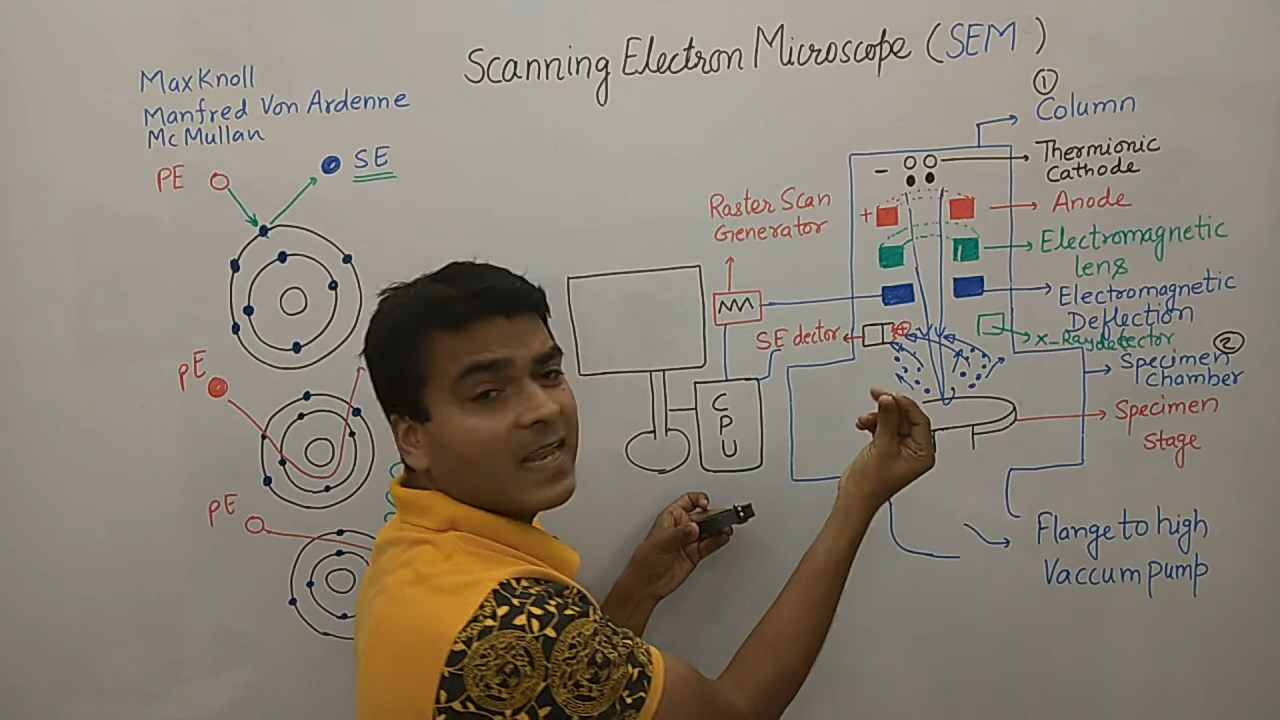 Scanning Electron Microscope (SEM)
Max Knoll
Manfred Von Ardenne
Mc Mullan
PE
SE
PE
PE
Raster Scan
Generator
SE dector
C
P
U
1
Column
Thermionic
Cathode
-
+
Anode
Electromagnetic
lens
Electromagnetic
Deflection
X-Ray detector
2
Specimen
Chamber
Specimen
Stage
Flange to high
Vaccum pump